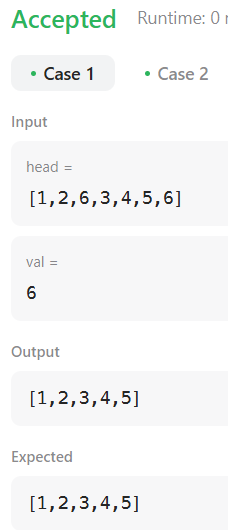 Accepted Runtime: 0
Case 1 Case 2
Input
head =
[1,2,6,3,4,5,6]
val =
6
Output
[1,2,3,4,5]
Expected
[1,2,3,4,5]